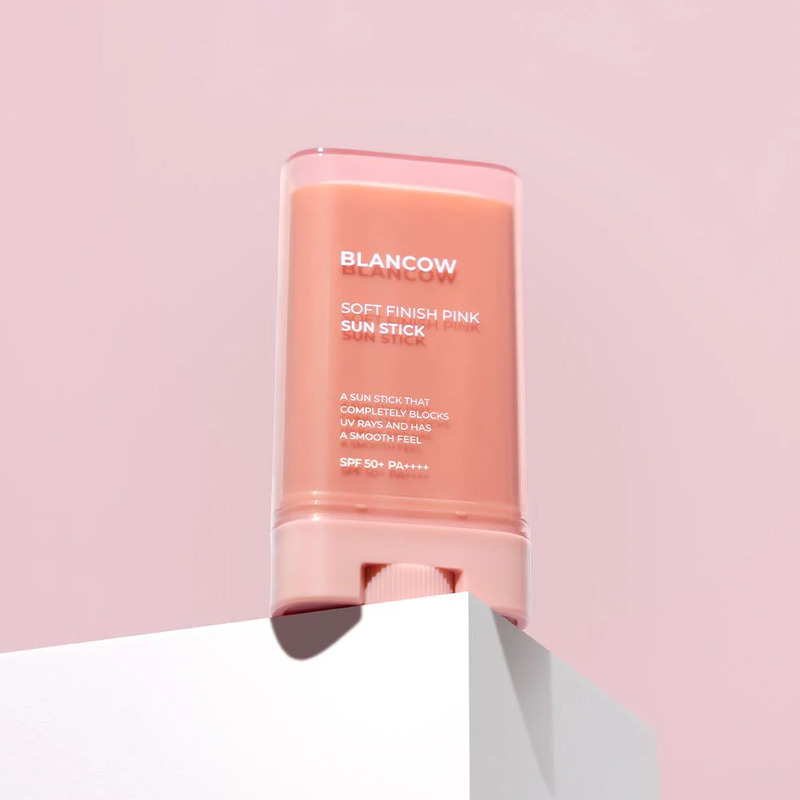 BLANCOW
SOFT FINISH PINK
SUN STICK
A SUN STICK THAT
COMPLETELY BLOCKS
UV RAYS AND HAS
A SMOOTH FEEL
SPF 50+ PA++++